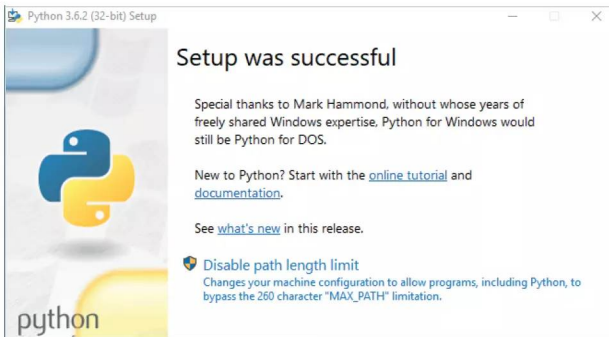 Python 3.6.2 (32-bit) Setup
Setup was successful
Special thanks to Mark Hammond, without whose years of
freely shared Windows expertise, Python for Windows would
still be Python for DOS.
New to Python? Start with the online tutorial and
documentation.
See what's new in this release.
Disable path length limit
Changes your machine configuration to allow programs, including Python, to
bypass the 260 character "MAX_PATH" limitation.
python